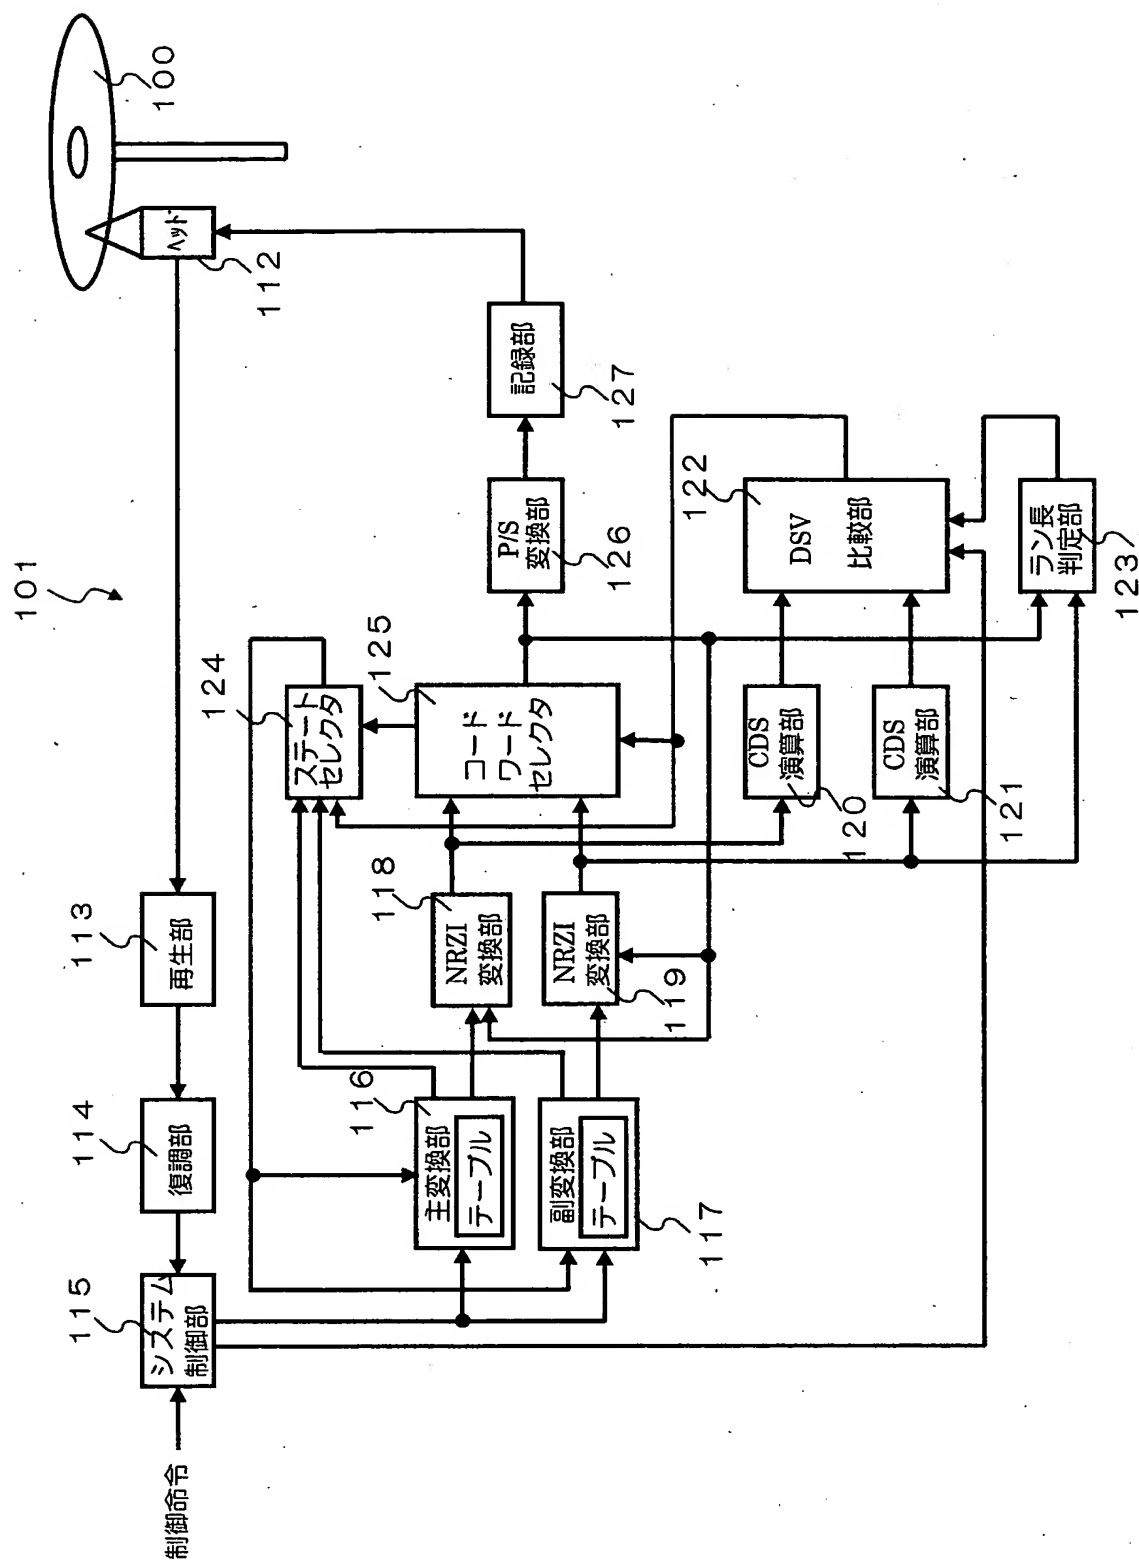 101
100
ヘッド
112
113
再生部
114
復調部
115
システム
制御部
制御命令
124
ステート
セレクタ
125
コード
ワード
セレクタ
P/S
変換部
126
記録部
127
116
主変換部
テーブル
副変換部
テーブル
117
118
NRZI
変換部
NRZI
変換部
119
CDS
演算部
120
CDS
演算部
121
122
DSV
比較部
ラン長
判定部
123